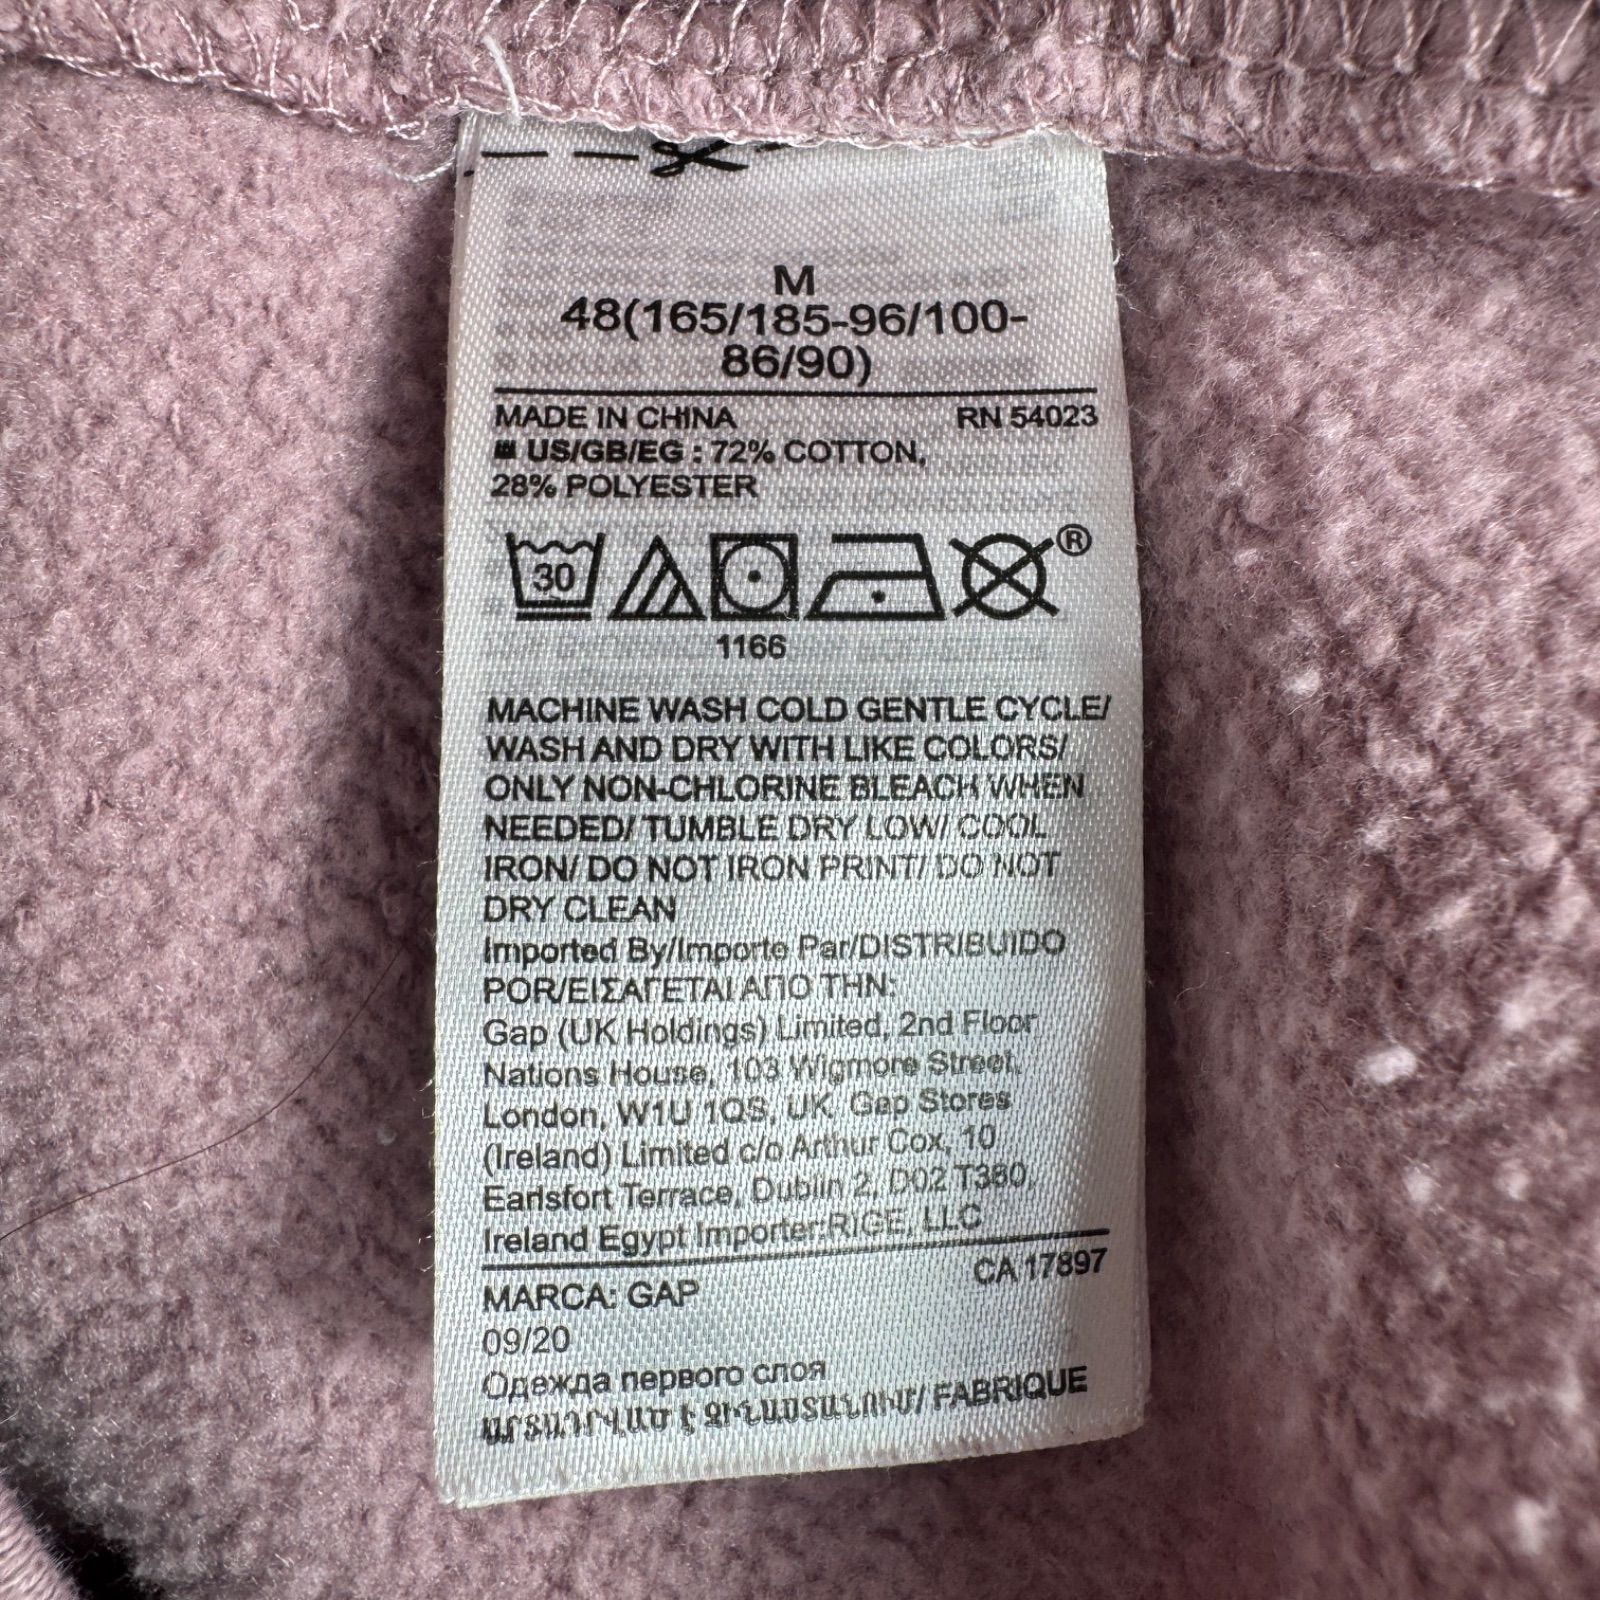 M
48(165/185-96/100-
86/90)
MADE IN CHINA RN 54023
US/GB/EG : 72% COTTON,
28% POLYESTER
30 ®
1166
MACHINE WASH COLD GENTLE CYCLE/
WASH AND DRY WITH LIKE COLORS/
ONLY NON-CHLORINE BLEACH WHEN
NEEDED/ TUMBLE DRY LOW/ COOL
IRON/ DO NOT IRON PRINT/ DO NOT
DRY CLEAN
Imported By/Importe Par/DISTRIBUIDO
POR/ΕΙΣΑΓΕΤΑΙ ΑΠΟ ΤΗΝ:
Gap (UK Holdings) Limited, 2nd Floor
Nations House, 103 Wigmore Street,
London, W1U 1QS, UK Gap Stores
(Ireland) Limited c/o Arthur Cox, 10
Earlsfort Terrace, Dublin 2, D02 T380,
Ireland Egypt Importer:RIGE, LLC
CA 17897
MARCA: GAP
09/20
Одежда первого слоя
ԱՐՏԱԴՐՎԱԾ Է ՉԻՆԱՍՏԱՆՈՒՄ/ FABRIQUE